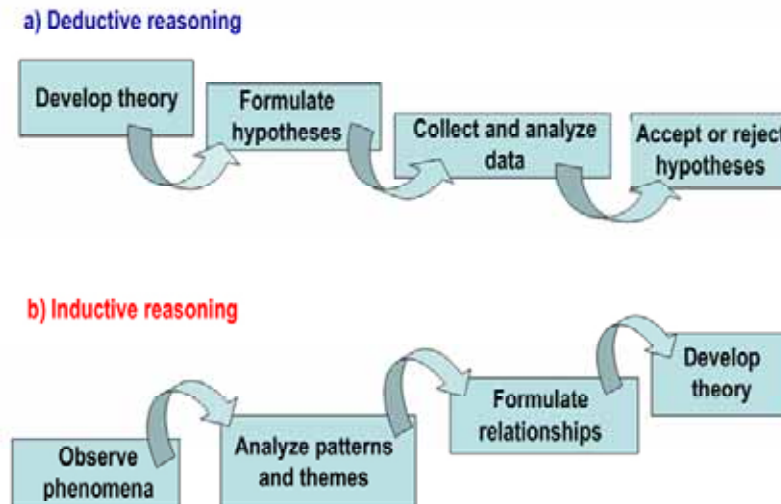 a) Deductive reasoning
Develop theory
Formulate
hypotheses
Collect and analyze
data
Accept or reject
hypotheses
b) Inductive reasoning
Observe
phenomena
Analyze patterns
and themes
Formulate
relationships
Develop
theory